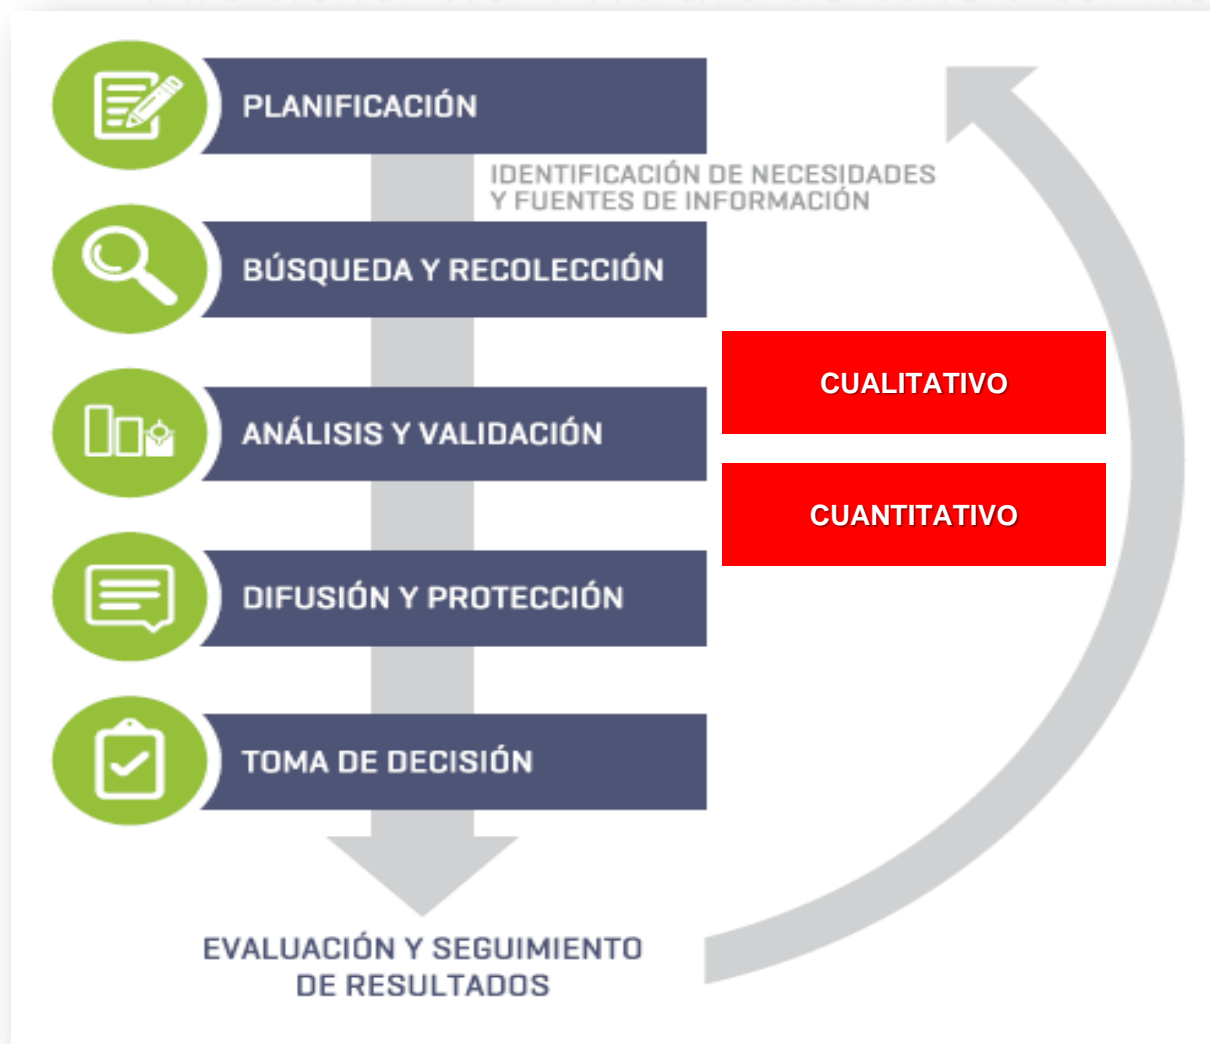 PLANIFICACIÓN
IDENTIFICACIÓN DE NECESIDADES
Y FUENTES DE INFORMACIÓN
BÚSQUEDA Y RECOLECCIÓN
CUALITATIVO
ANÁLISIS Y VALIDACIÓN
CUANTITATIVO
DIFUSIÓN Y PROTECCIÓN
TOMA DE DECISIÓN
EVALUACIÓN Y SEGUIMIENTO
DE RESULTADOS